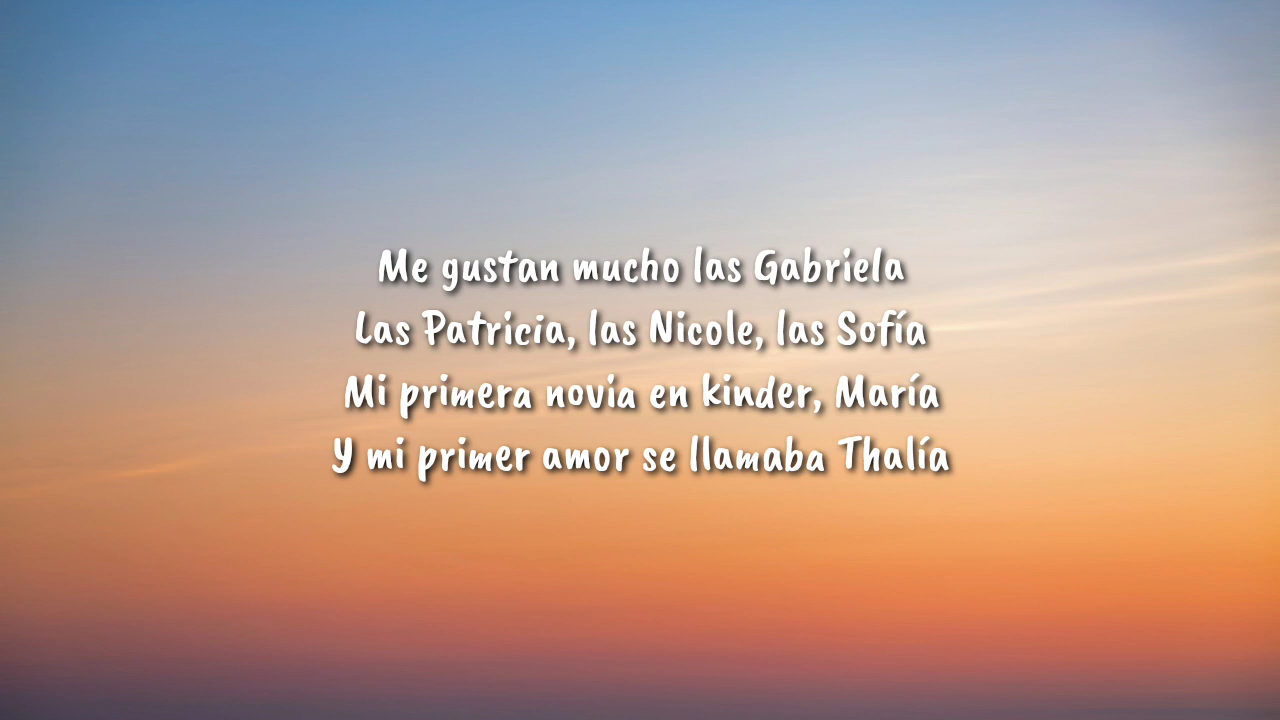 Me gustan mucho las Gabriela
Las Patricia, las Nicole, las Sofía
Mi primera novia en kinder, María
Y mi primer amor se llamaba Thalía